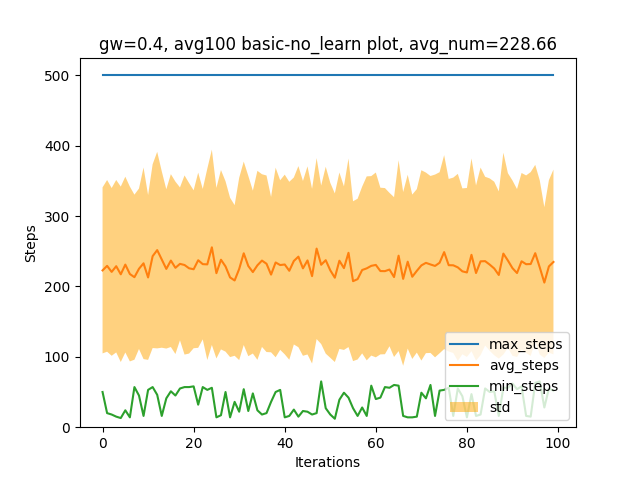 gw=0.4, avg100 basic-no_learn plot, avg_num=228.66
500
400
300
200
100
0
Steps
0 20 40 60 80 100
Iterations
max_steps
avg_steps
min_steps
std